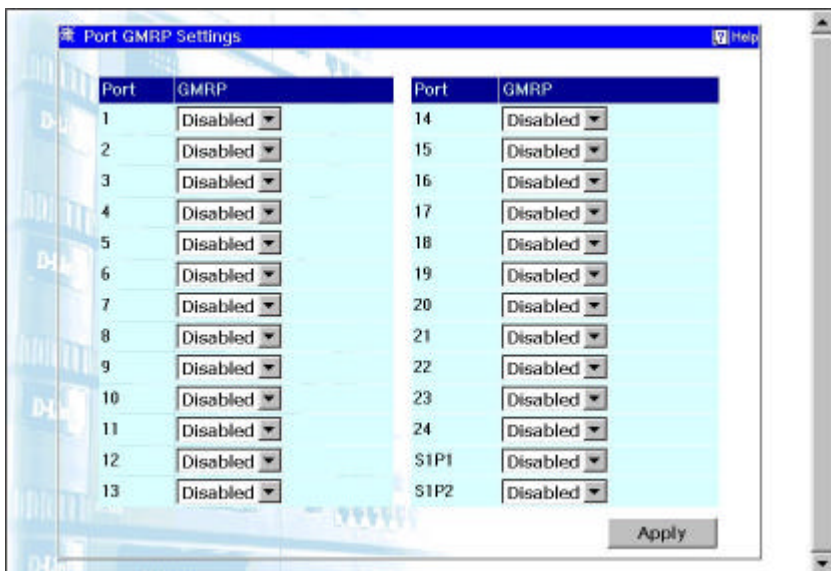 Port GMRP Settings
Help
Port GMRP Port GMRP
1 Disabled 14 Disabled
2 Disabled 15 Disabled
3 Disabled 16 Disabled
4 Disabled 17 Disabled
5 Disabled 18 Disabled
6 Disabled 19 Disabled
7 Disabled 20 Disabled
8 Disabled 21 Disabled
9 Disabled 22 Disabled
10 Disabled 23 Disabled
11 Disabled 24 Disabled
12 Disabled S1P1 Disabled
13 Disabled S1P2 Disabled
Apply